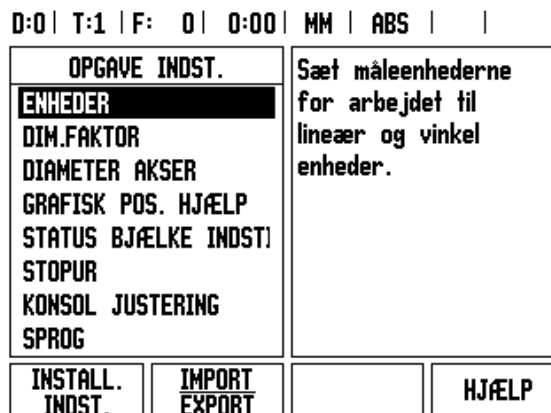 D:0 | T:1 | F: 0 | 0:00 | MM | ABS | |
OPGAVE INDST.
ENHEDER
DIM.FAKTOR
DIAMETER AKSER
GRAFISK POS. HJÆLP
STATUS BJÆLKE INDST
STOPUR
KONSOL JUSTERING
SPROG
Sæt måleenhederne
for arbejdet til
lineær og vinkel
enheder.
INSTALL.
INDST.
IMPORT
EXPORT
HJÆLP